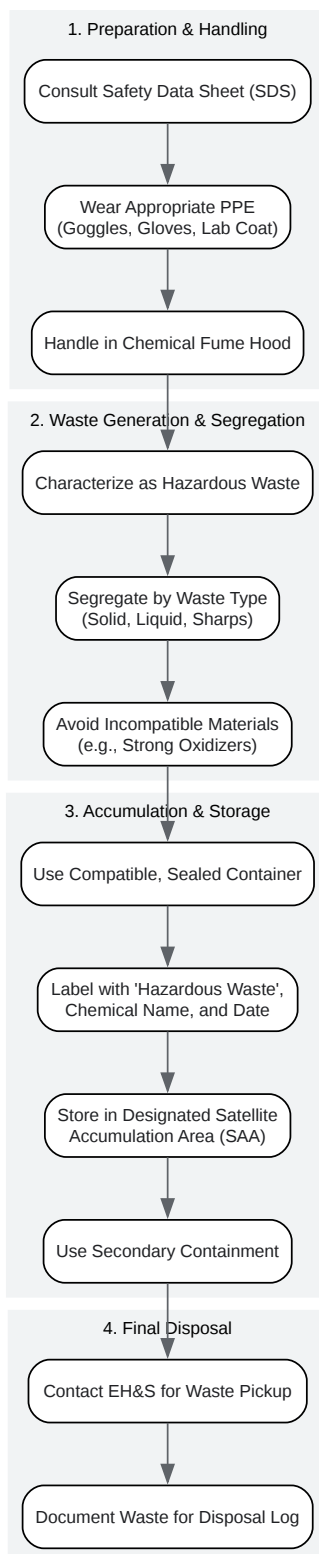 1. Preparation & Handling
Consult Safety Data Sheet (SDS)
Wear Appropriate PPE
(Goggles, Gloves, Lab Coat)
Handle in Chemical Fume Hood
2. Waste Generation & Segregation
Characterize as Hazardous Waste
Segregate by Waste Type
(Solid, Liquid, Sharps)
Avoid Incompatible Materials
(e.g., Strong Oxidizers)
3. Accumulation & Storage
Use Compatible, Sealed Container
Label with 'Hazardous Waste',
Chemical Name, and Date
Store in Designated Satellite
Accumulation Area (SAA)
Use Secondary Containment
4. Final Disposal
Contact EH&S for Waste Pickup
Document Waste for Disposal Log